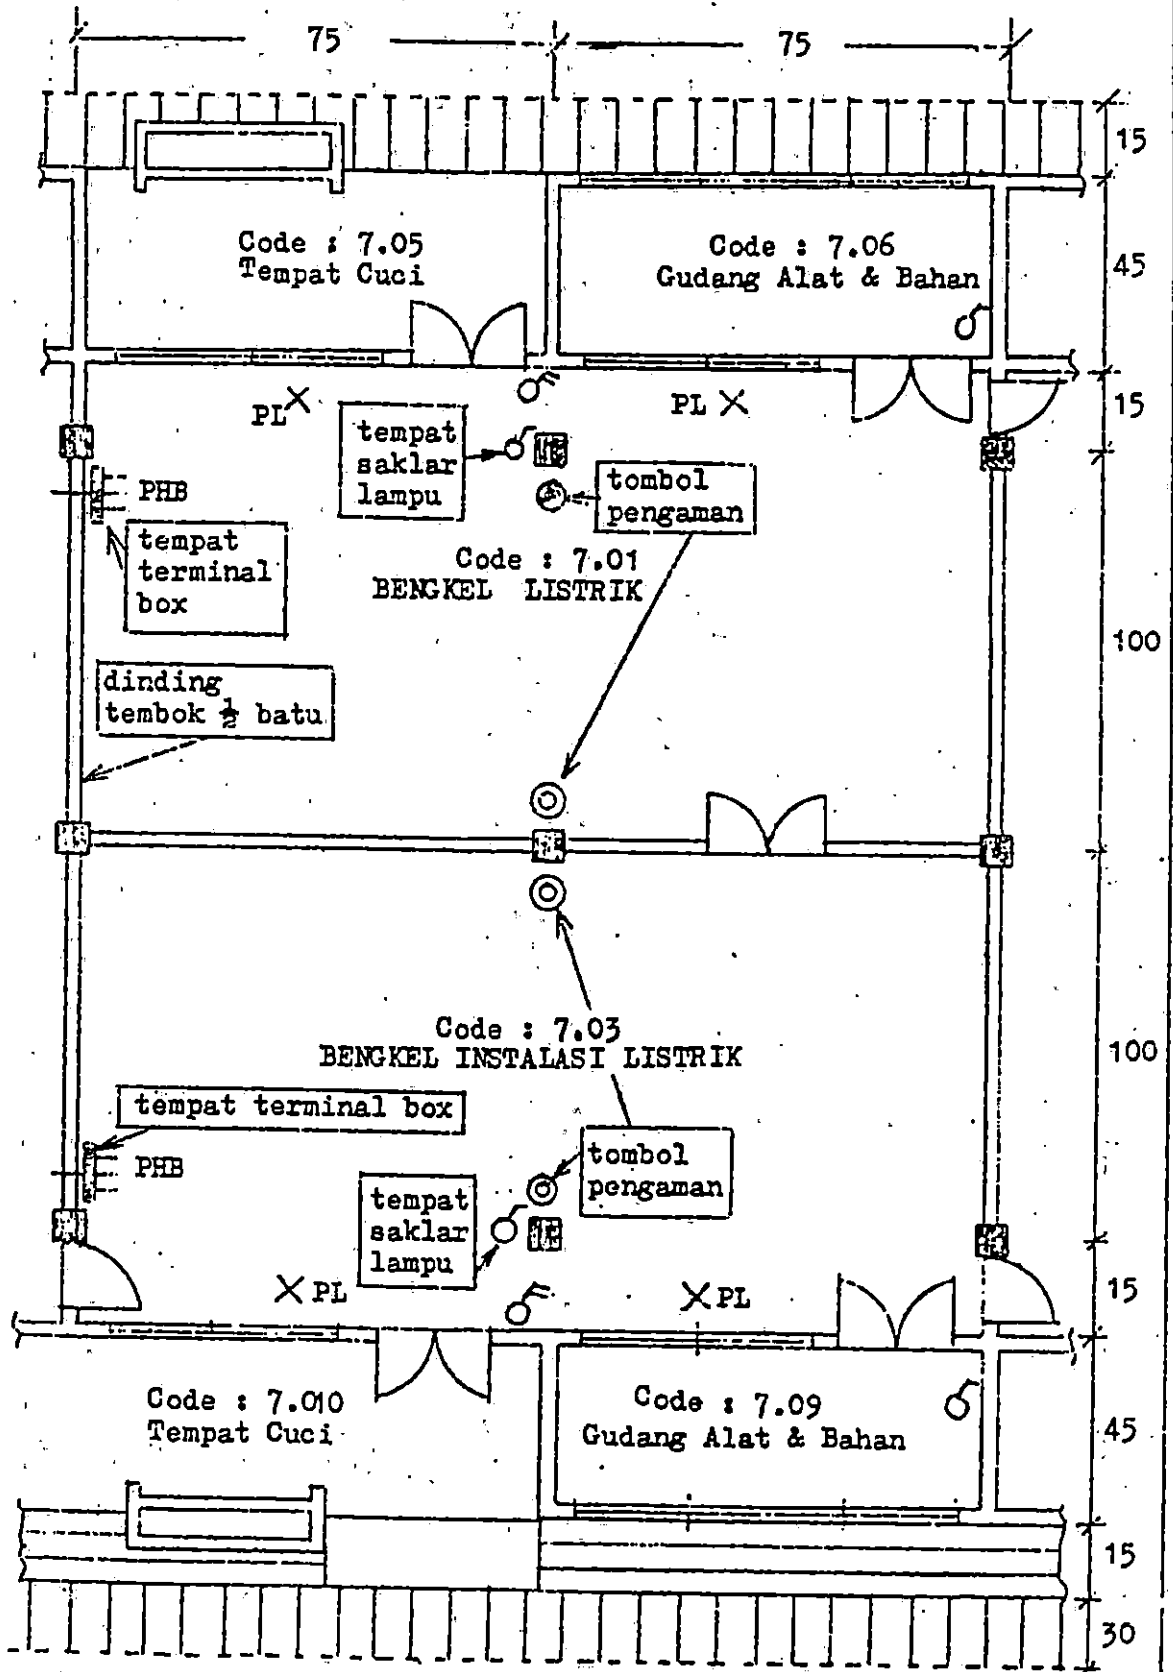 75
75
15
Code : 7.05
Tempat Cuci
Code : 7.06
Gudang Alat & Bahan
45
PL
PL
15
tempat
saklar
lampu
PHB
tombol
pengaman
tempat
terminal
box
Code : 7.01
BENGKEL LISTRIK
100
dinding
tembok ½ batu
Code : 7.03
BENGKEL INSTALASI LISTRIK
100
tempat terminal box
PHB
tombol
pengaman
tempat
saklar
lampu
PL
PL
15
Code : 7.010
Tempat Cuci
Code : 7.09
Gudang Alat & Bahan
45
15
30